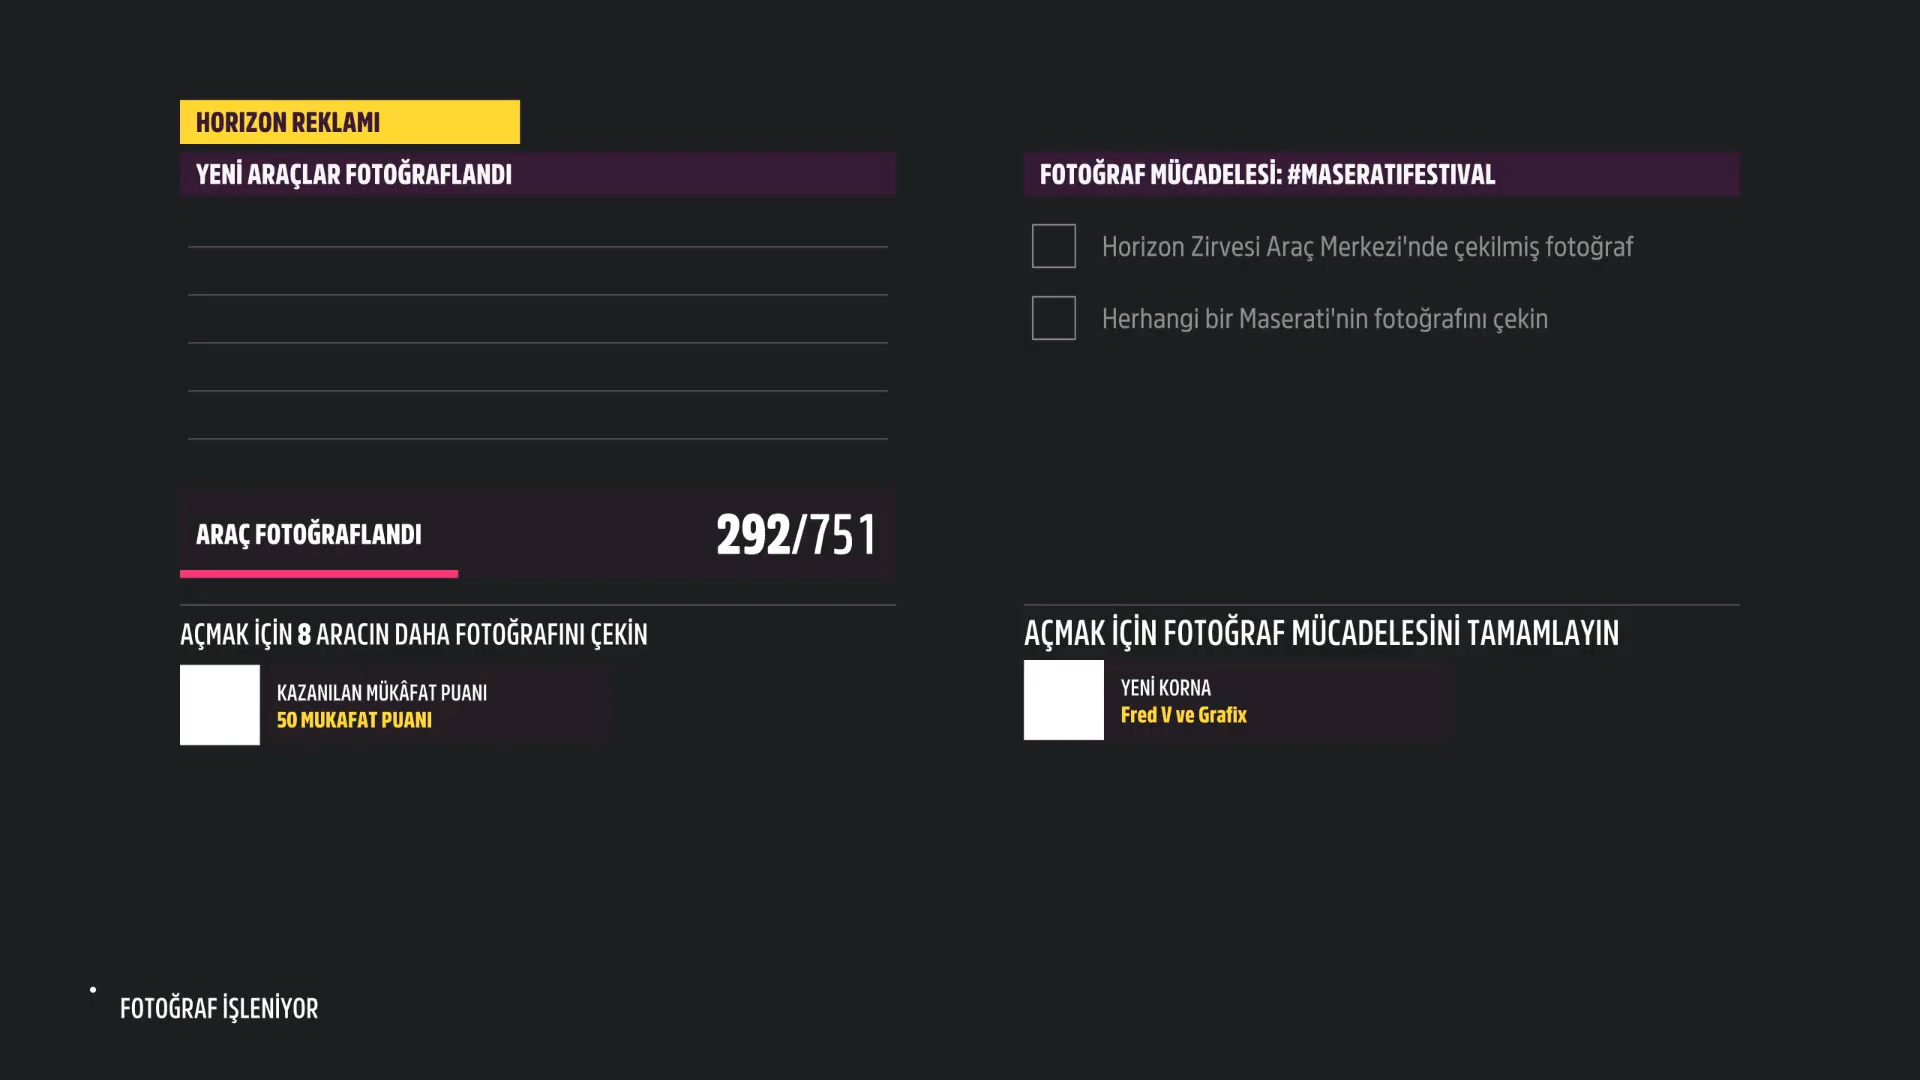 HORIZON REKLAMI
YENİ ARAÇLAR FOTOĞRAFLANDI
ARAÇ FOTOĞRAFLANDI
292/751
AÇMAK İÇİN 8 ARACIN DAHA FOTOĞRAFINI ÇEKİN
KAZANILAN MÜKÂFAT PUANI
50 MUKAFAT PUANI
FOTOĞRAF MÜCADELESİ: #MASERATIFESTIVAL
Horizon Zirvesi Araç Merkezi'nde çekilmiş fotoğraf
Herhangi bir Maserati'nin fotoğrafını çekin
AÇMAK İÇİN FOTOĞRAF MÜCADELESİNİ TAMAMLAYIN
YENİ KORNA
Fred V ve Grafix
FOTOĞRAF İŞLENİYOR